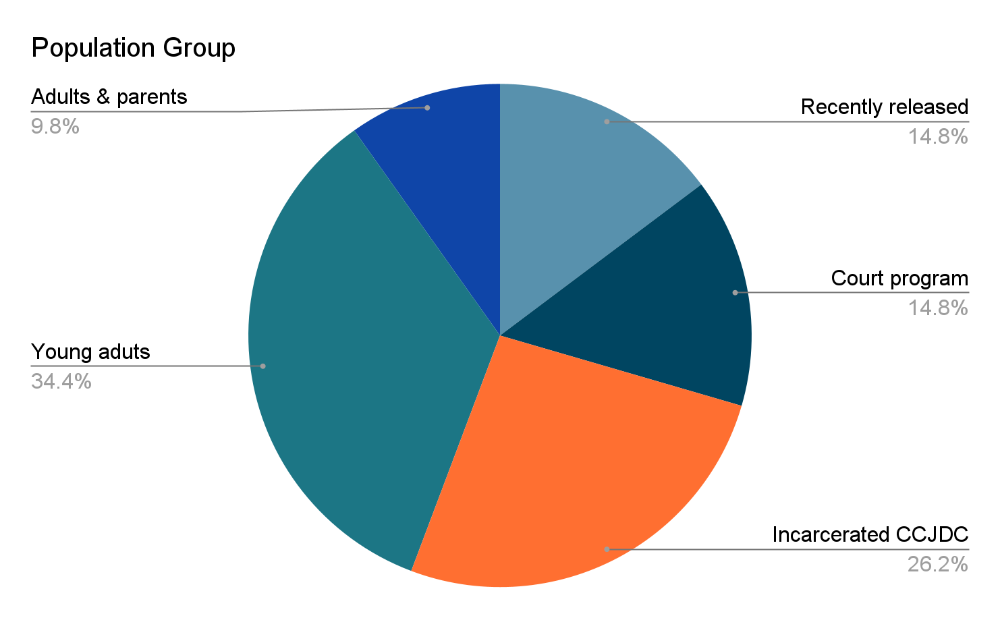 Population Group
Adults & parents
9.8%
Recently released
14.8%
Court program
14.8%
Young aduts
34.4%
Incarcerated CCJDC
26.2%